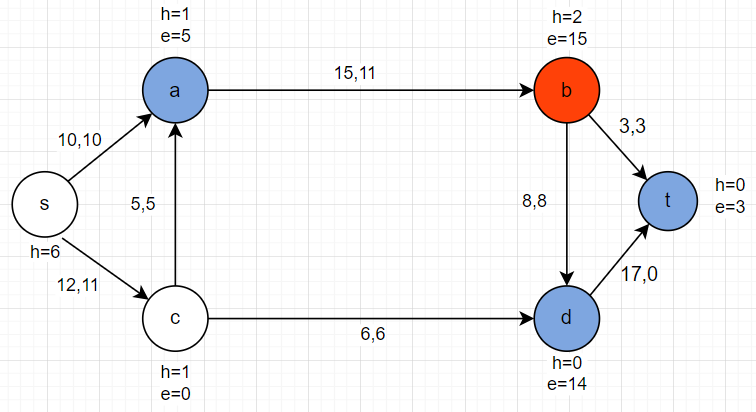 h=1
e=5
h=2
e=15
a
15,11
b
10,10
3,3
s
5,5
8,8
t
h=0
e=3
h=6
12,11
17,0
c
6,6
d
h=1
e=0
h=0
e=14